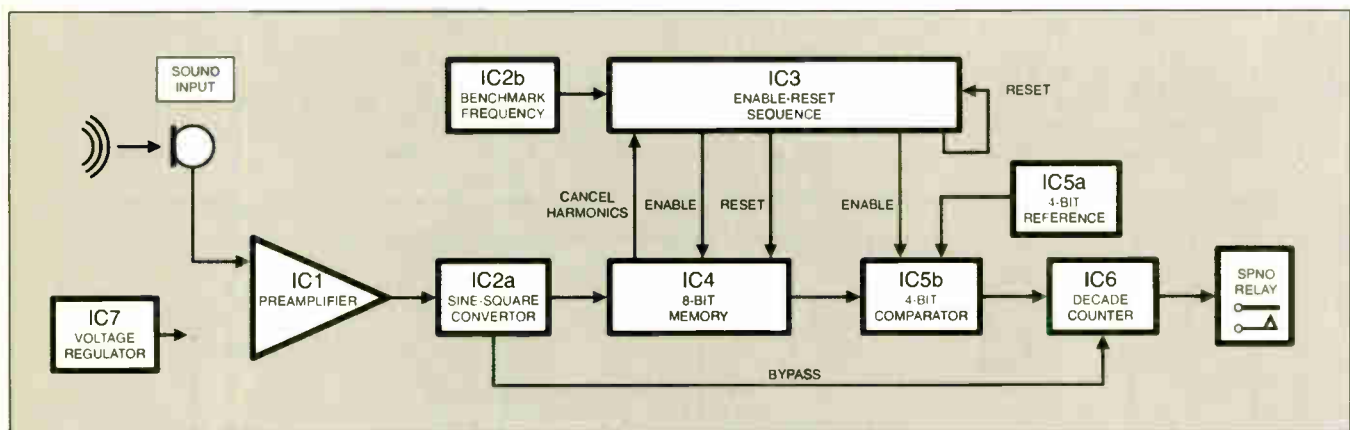 SOUND
INPUT
IC2b
BENCHMARK
FREQUENCY
IC3
ENABLE-RESET
SEQUENCE
RESET
CANCEL
HARMONICS
ENABLE
RESET
ENABLE
IC5a
4-BIT
REFERENCE
IC1
PREAMPLIFIER
IC2a
SINE-SQUARE
CONVERTOR
IC4
8-BIT
MEMORY
IC5b
4-BIT
COMPARATOR
IC6
DECADE
COUNTER
SPNO
RELAY
IC7
VOLTAGE
REGULATOR
BYPASS